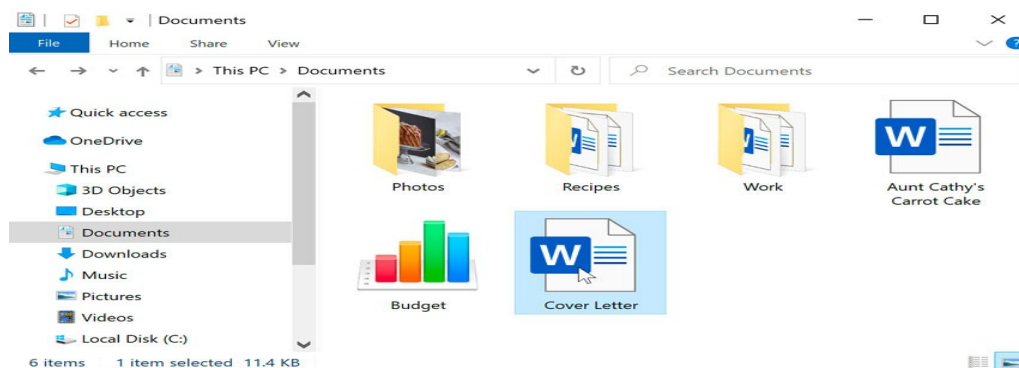 Documents
File Home Share View
This PC > Documents
Search Documents
Quick access
OneDrive
This PC
3D Objects
Desktop
Documents
Downloads
Music
Pictures
Videos
Local Disk (C:)
Photos
Recipes
Work
Aunt Cathy's
Carrot Cake
Budget
Cover Letter
6 items 1 item selected 11.4 KB